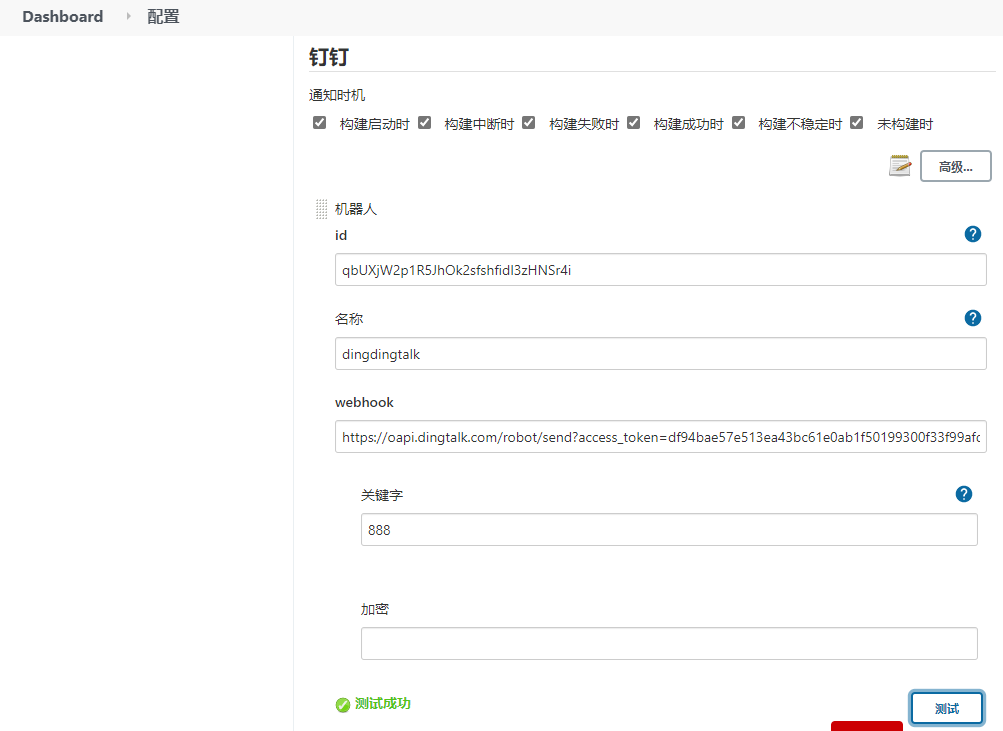 Dashboard 配置
钉钉
通知时机
构建启动时 构建中断时 构建失败时 构建成功时 构建不稳定时 未构建时
高级...
机器人
id
qbUXjW2p1R5JhOk2sfshfidI3zHNSr4i
名称
dingdingtalk
webhook
https://oapi.dingtalk.com/robot/send?access_token=df94bae57e513ea43bc61e0ab1f50199300f33f99afc
关键字
888
加密
测试成功
测试